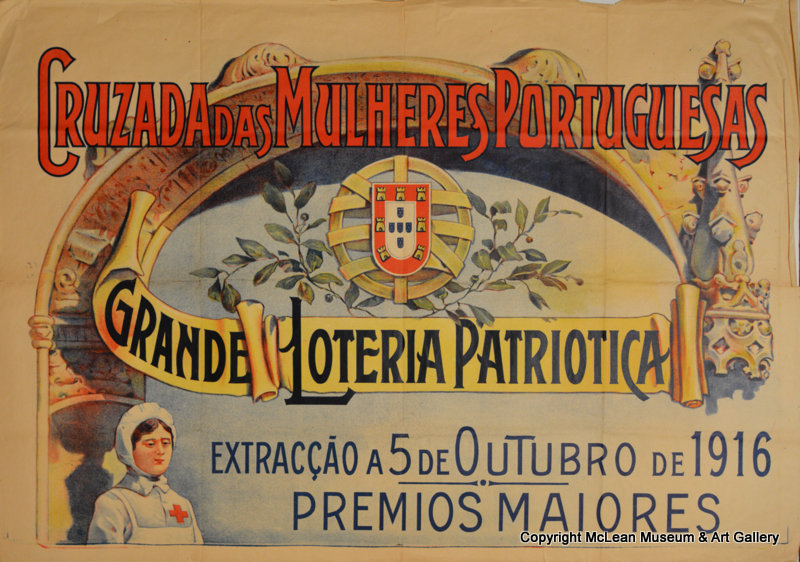 CRUZADA DAS MULHERES PORTUGUESAS
GRANDE LOTERIA PATRIOTICA
EXTRACÇÃO A 5 DE OUTUBRO DE 1916
PREMIOS MAIORES
Copyright McLean Museum & Art Gallery